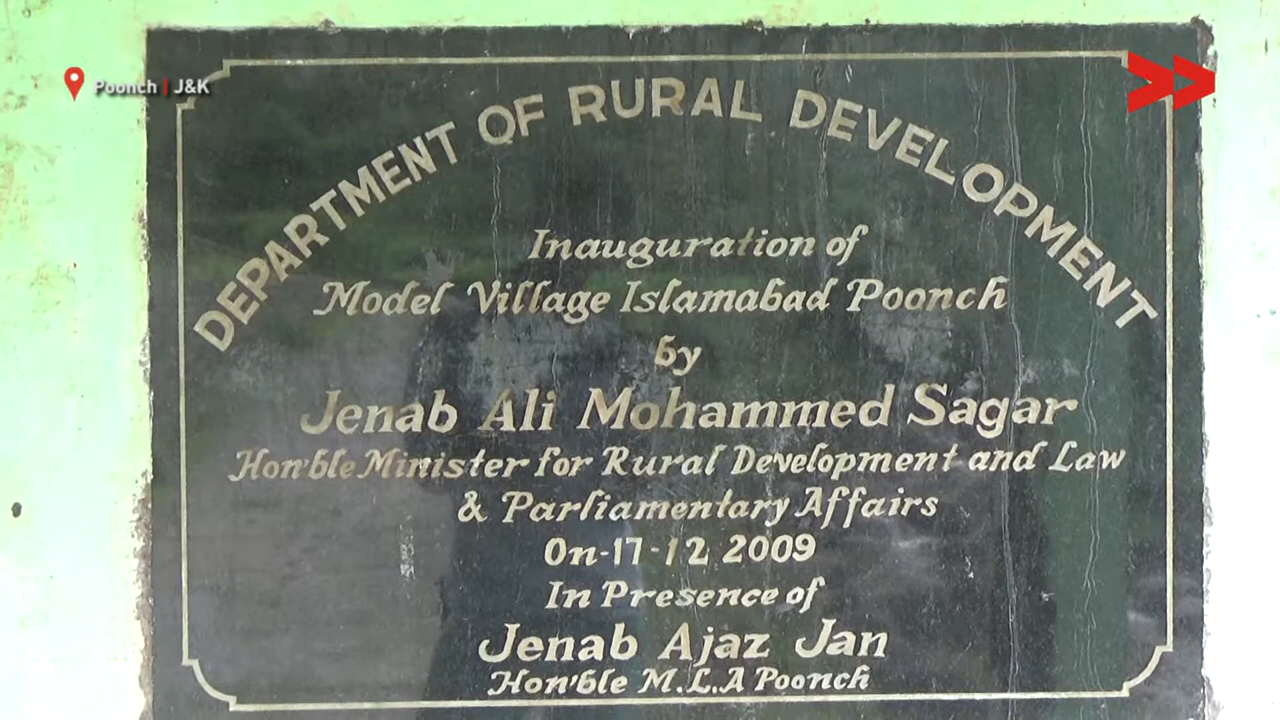 Poonch | J&K
DEPARTMENT OF RURAL DEVELOPMENT
Inauguration of
Model Village Islamabad Poonch
by
Jenab Ali Mohammed Sagar
Hon'ble Minister for Rural Development and Law
& Parliamentary Affairs
On-17-12 2009
In Presence of
Jenab Ajaz Jan
Hon'ble M.L.A Poonch